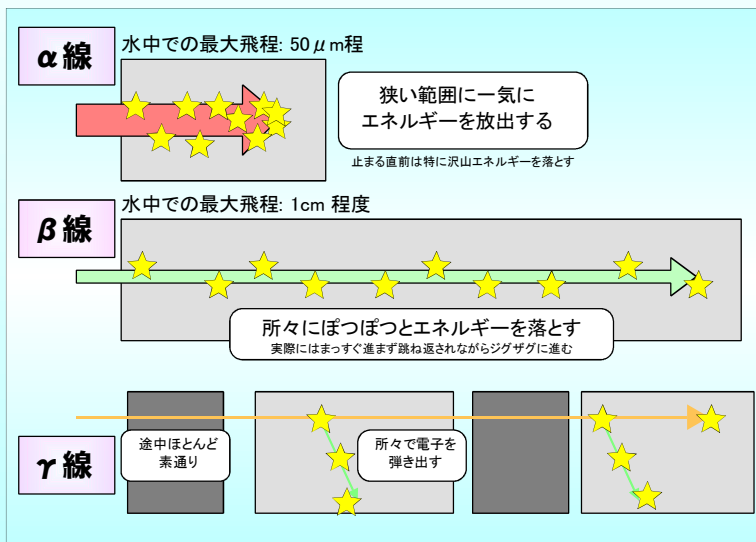 α線
水中での最大飛程: 50μm程
狭い範囲に一気に
エネルギーを放出する
止まる直前は特に沢山エネルギーを落とす
β線
水中での最大飛程: 1cm 程度
所々にぽつぽつとエネルギーを落とす
実際にはまっすぐ進まず跳ね返されながらジグザグに進む
γ線
途中ほとんど
素通り
所々で電子を
弾き出す